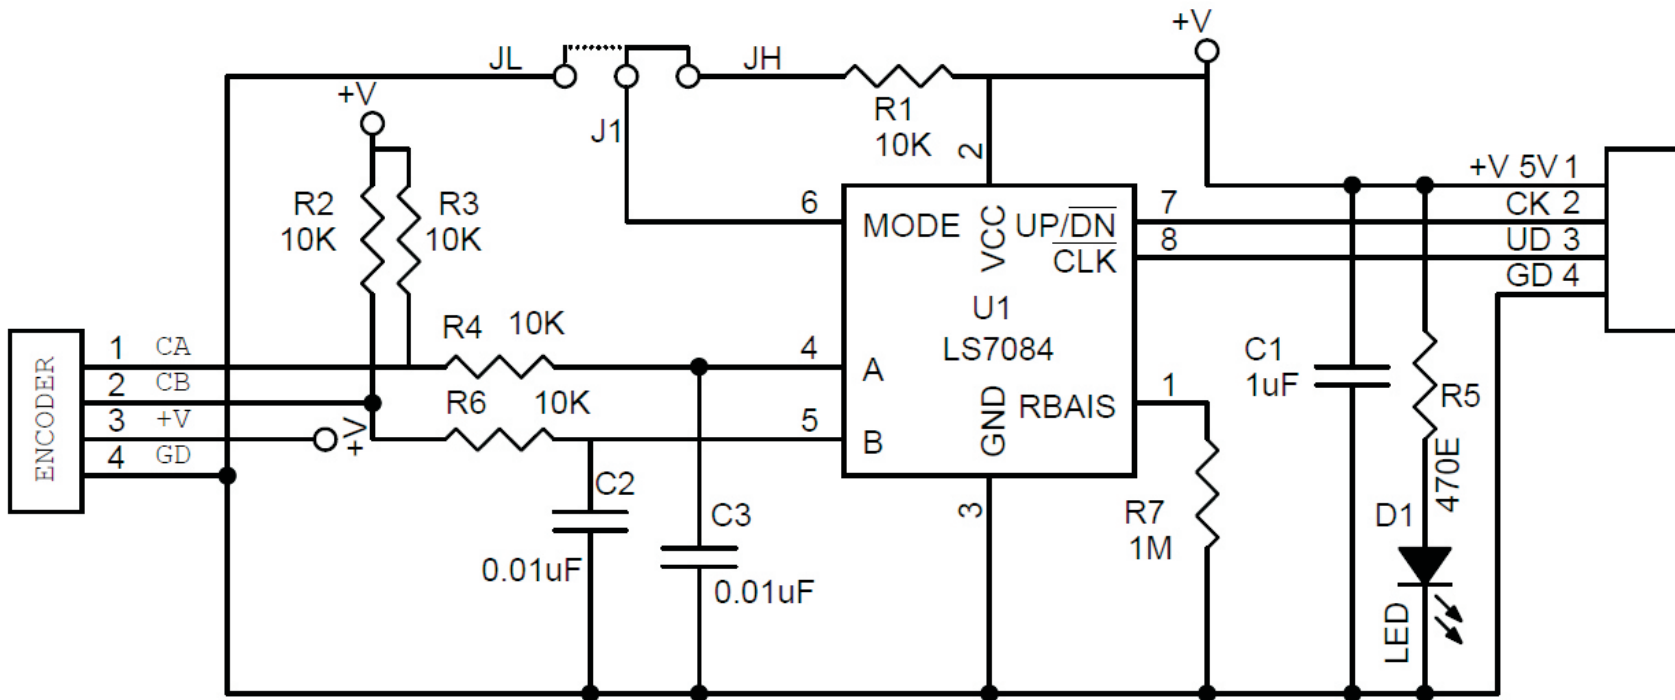 +V
JL
JH
+V
R1
10K
J1
2
+V 5V 1
R2
10K
R3
10K
6
MODE
VCC
UP/DN
7
CK 2
CLK
8
UD 3
GD 4
U1
LS7084
R4
10K
1
CA
4
A
C1
1uF
2
CB
R6
10K
RBAIS
1
R5
3
+V
+V
5
B
GND
4
GD
ENCODER
470E
C2
0.01uF
C3
0.01uF
3
R7
1M
D1
LED